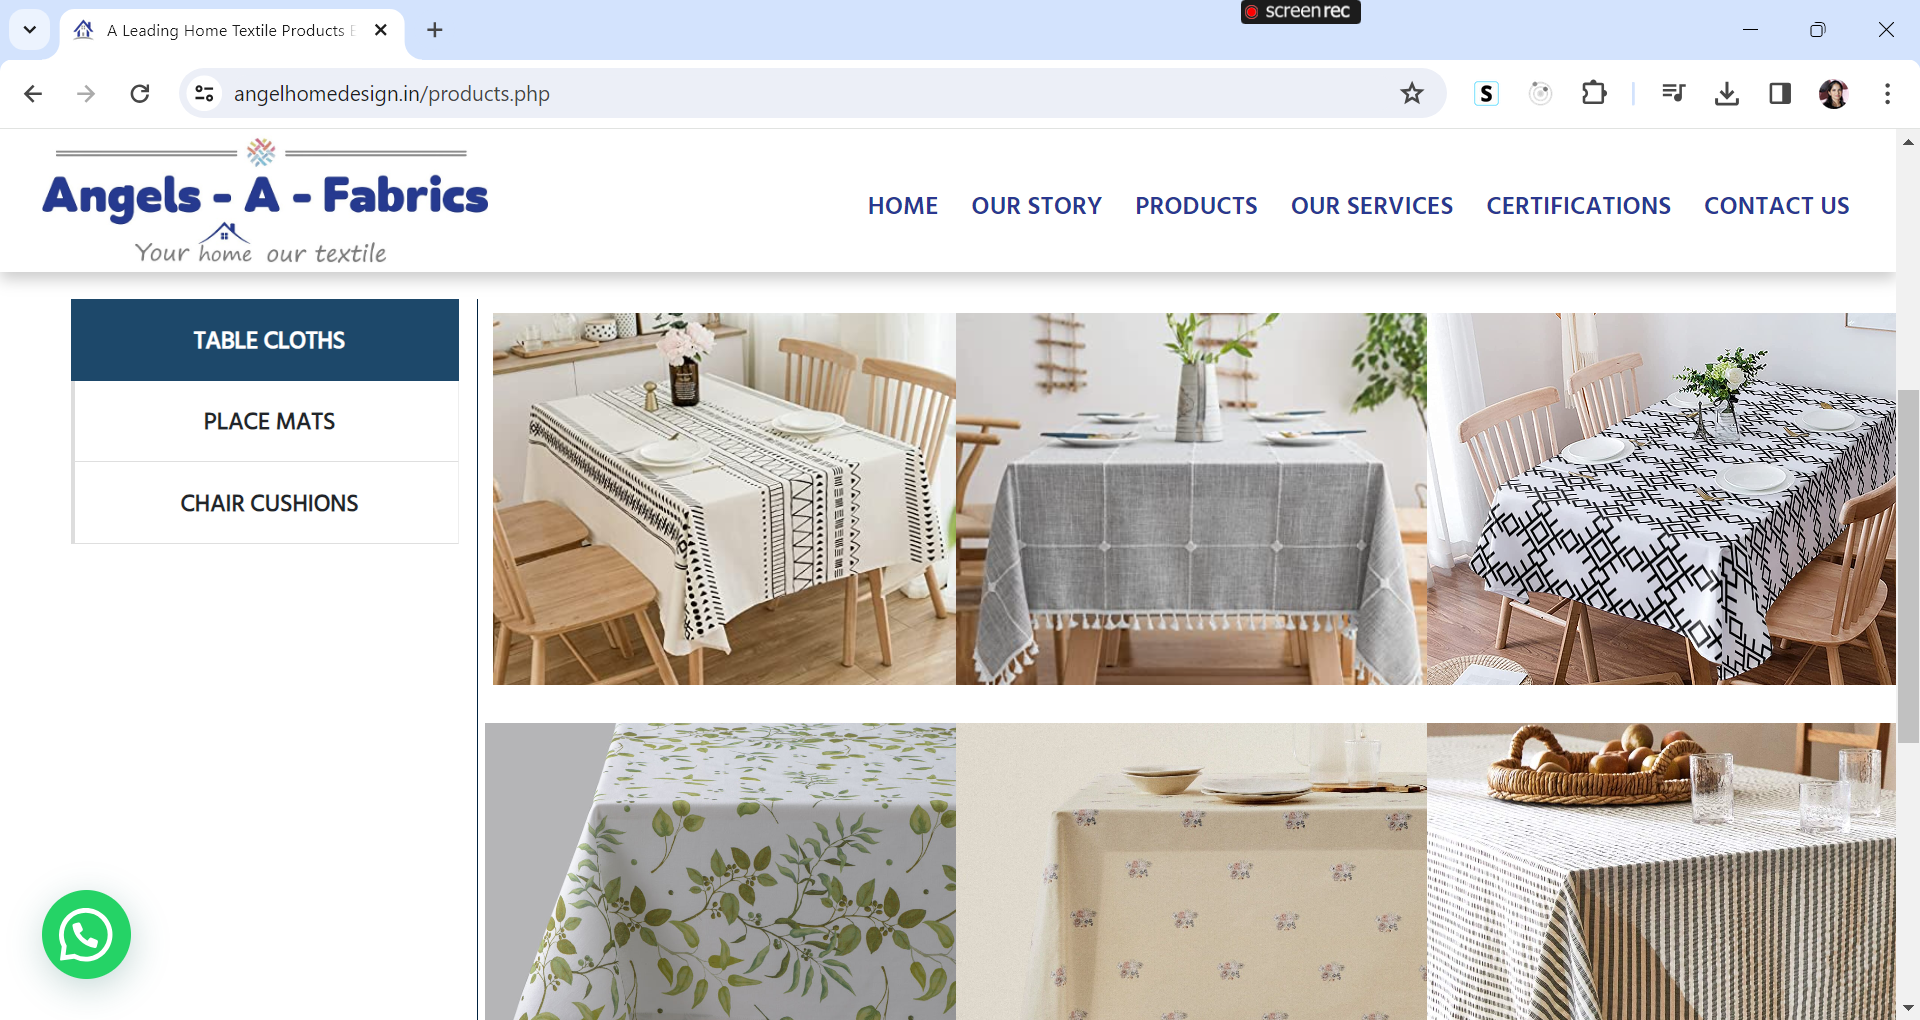 screenrec
A Leading Home Textile Products E
angelhomedesign.in/products.php
S
Angels - A - Fabrics
Your home our textile
HOME OUR STORY PRODUCTS OUR SERVICES CERTIFICATIONS CONTACT US
TABLE CLOTHS
PLACE MATS
CHAIR CUSHIONS